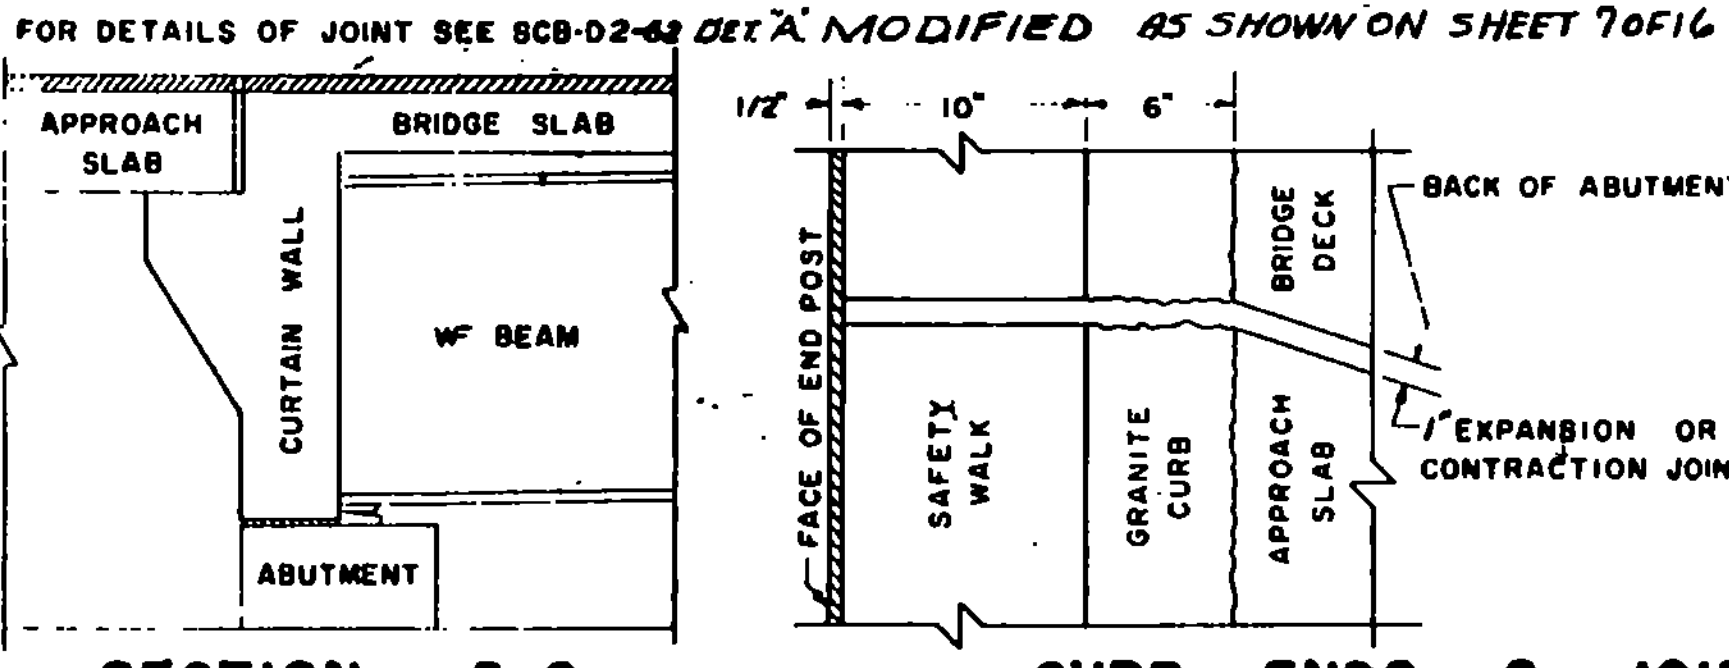 FOR DETAILS OF JOINT SEE SCB-D2-62 DET. "A" MODIFIED AS SHOWN ON SHEET 7 OF 16
APPROACH
SLAB
BRIDGE SLAB
CURTAIN WALL
WF BEAM
ABUTMENT
1/2"
10"
6"
FACE OF END POST
SAFETY
WALK
GRANITE
CURB
BRIDGE
DECK
APPROACH
SLAB
BACK OF ABUTMENT
1" EXPANSION OR
CONTRACTION JOIN